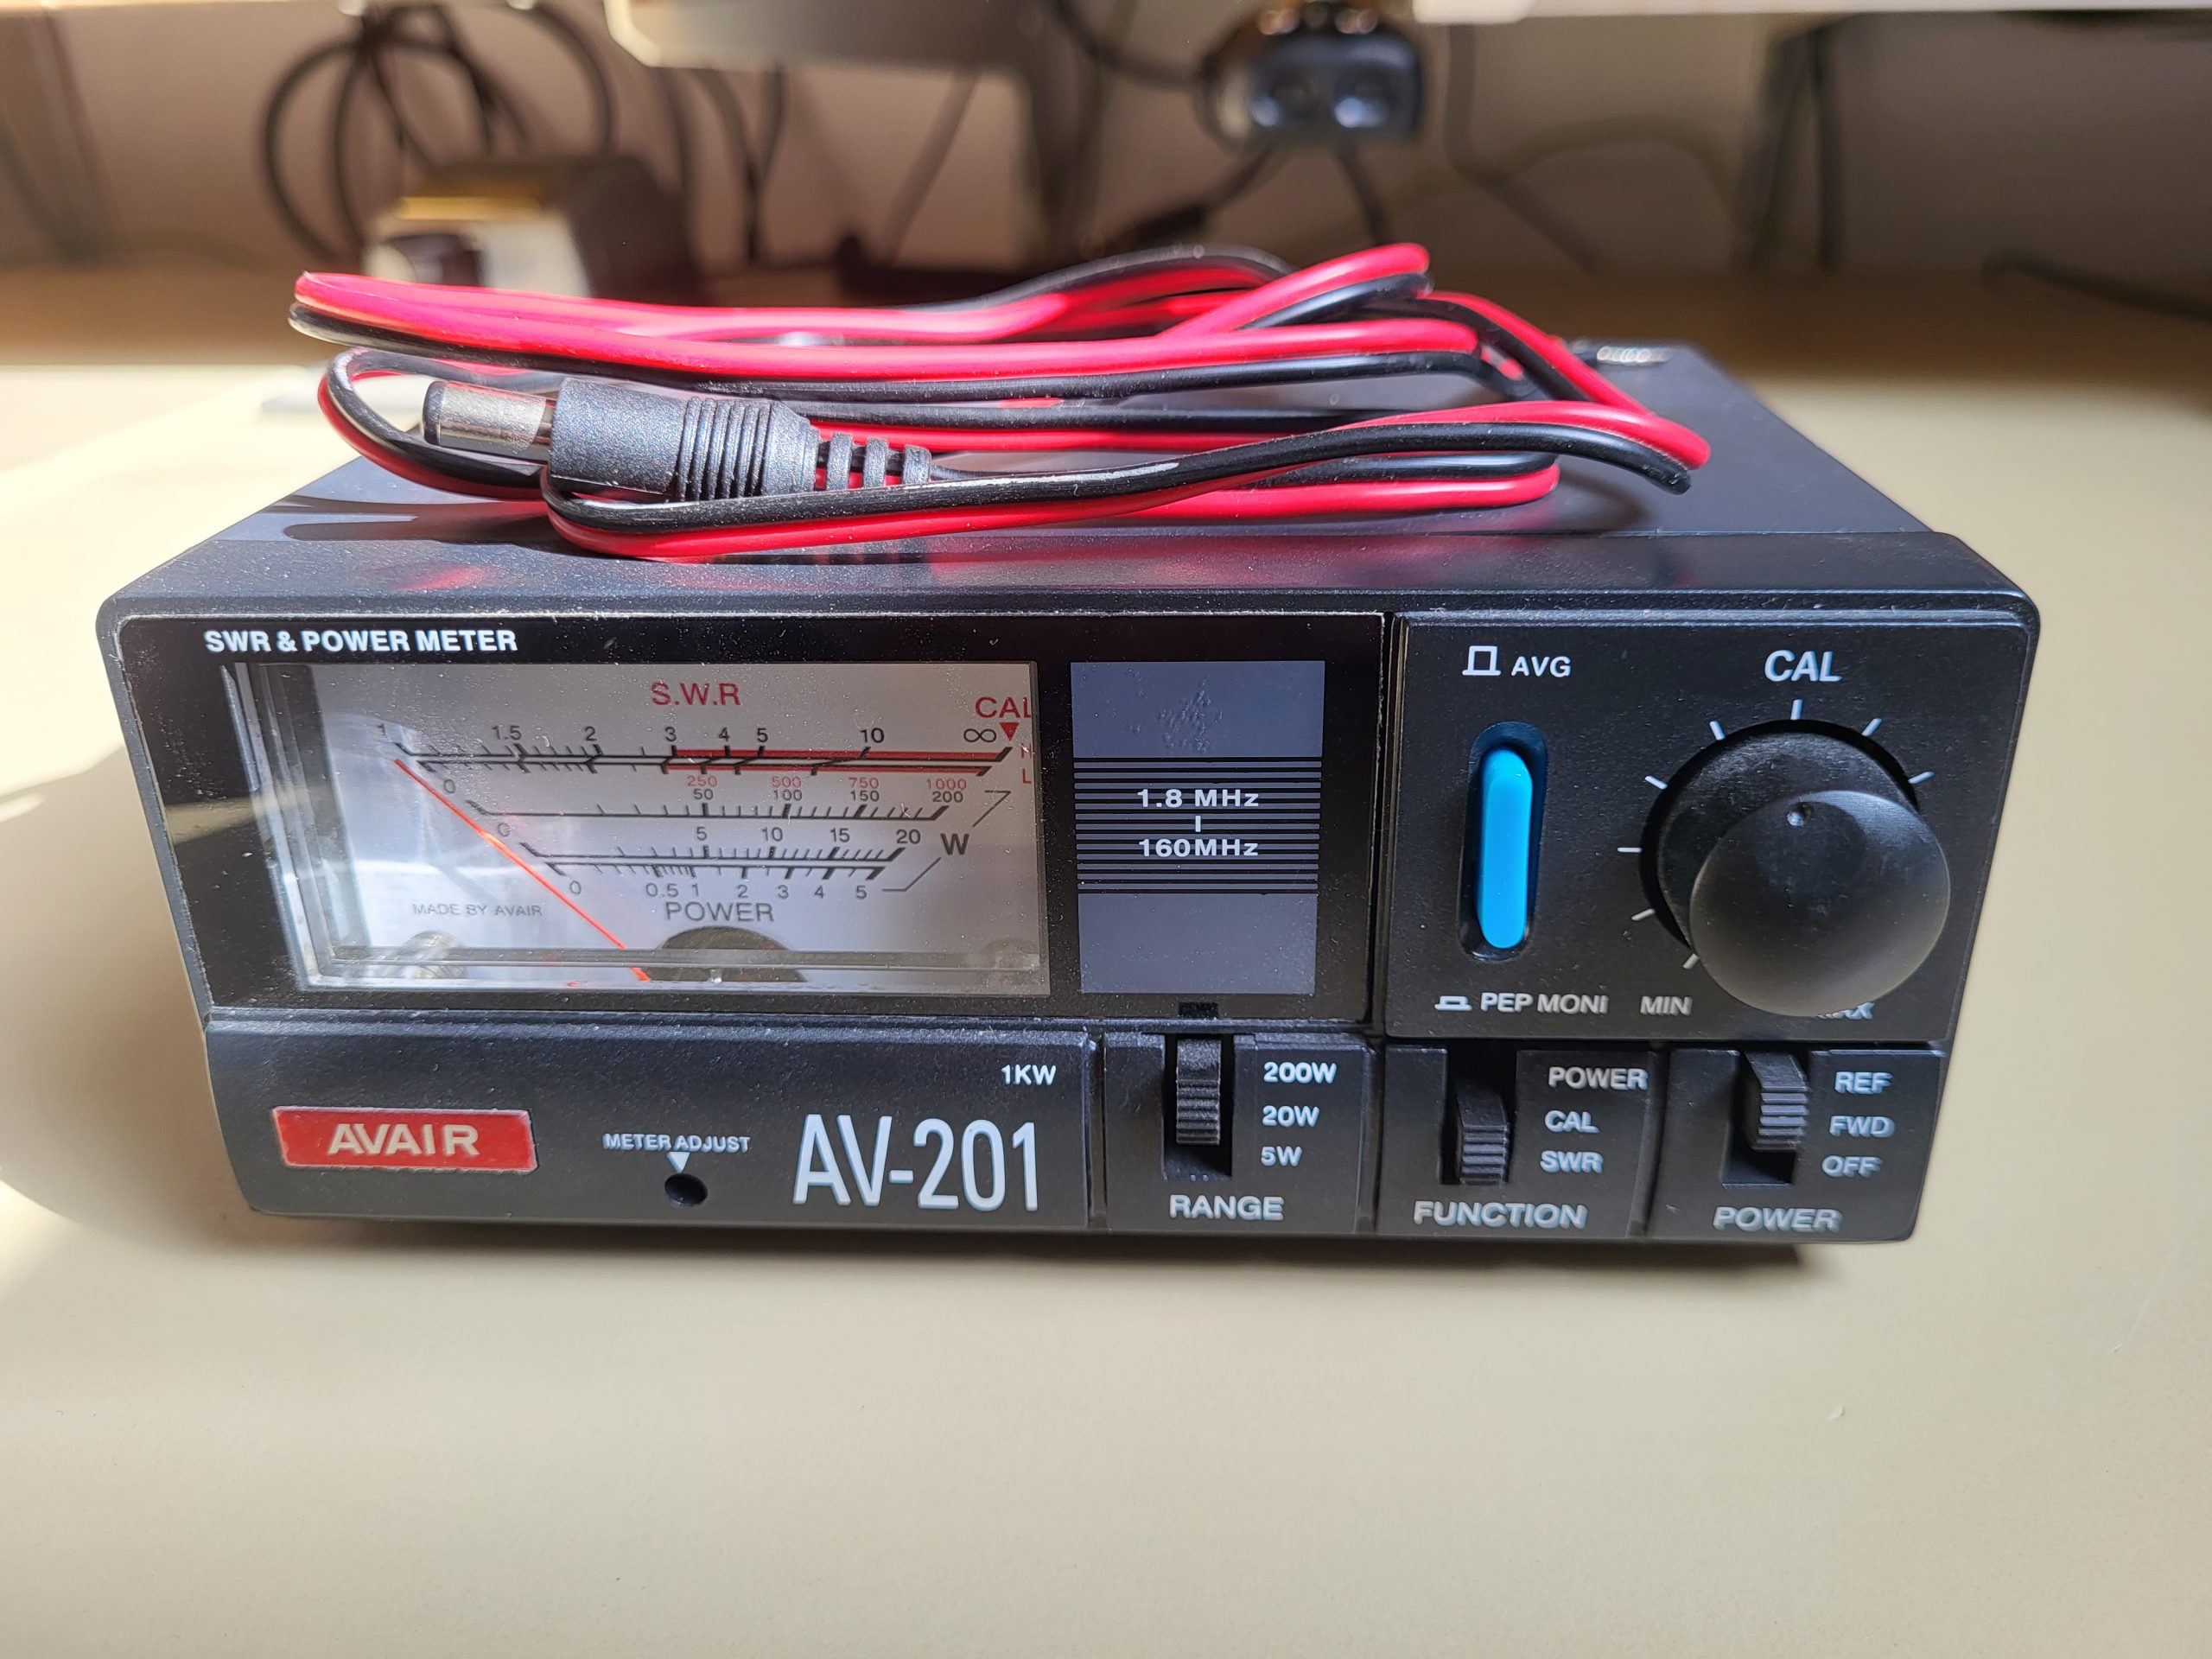 SWR & POWER METER
S.W.R
CAL
1 1.5 2 3 4 5 10 ∞
L
0 250 500 750 1000
50 100 150 200
0 5 10 15 20 W
0 0.5 1 2 3 4 5
MADE BY AVAIR
POWER
1.8 MHz
160MHz
AVG
PEP MONI
CAL
MIN
AVAIR
METER ADJUST
1KW
AV-201
200W
20W
5W
RANGE
POWER
CAL
SWR
FUNCTION
REF
FWD
OFF
POWER